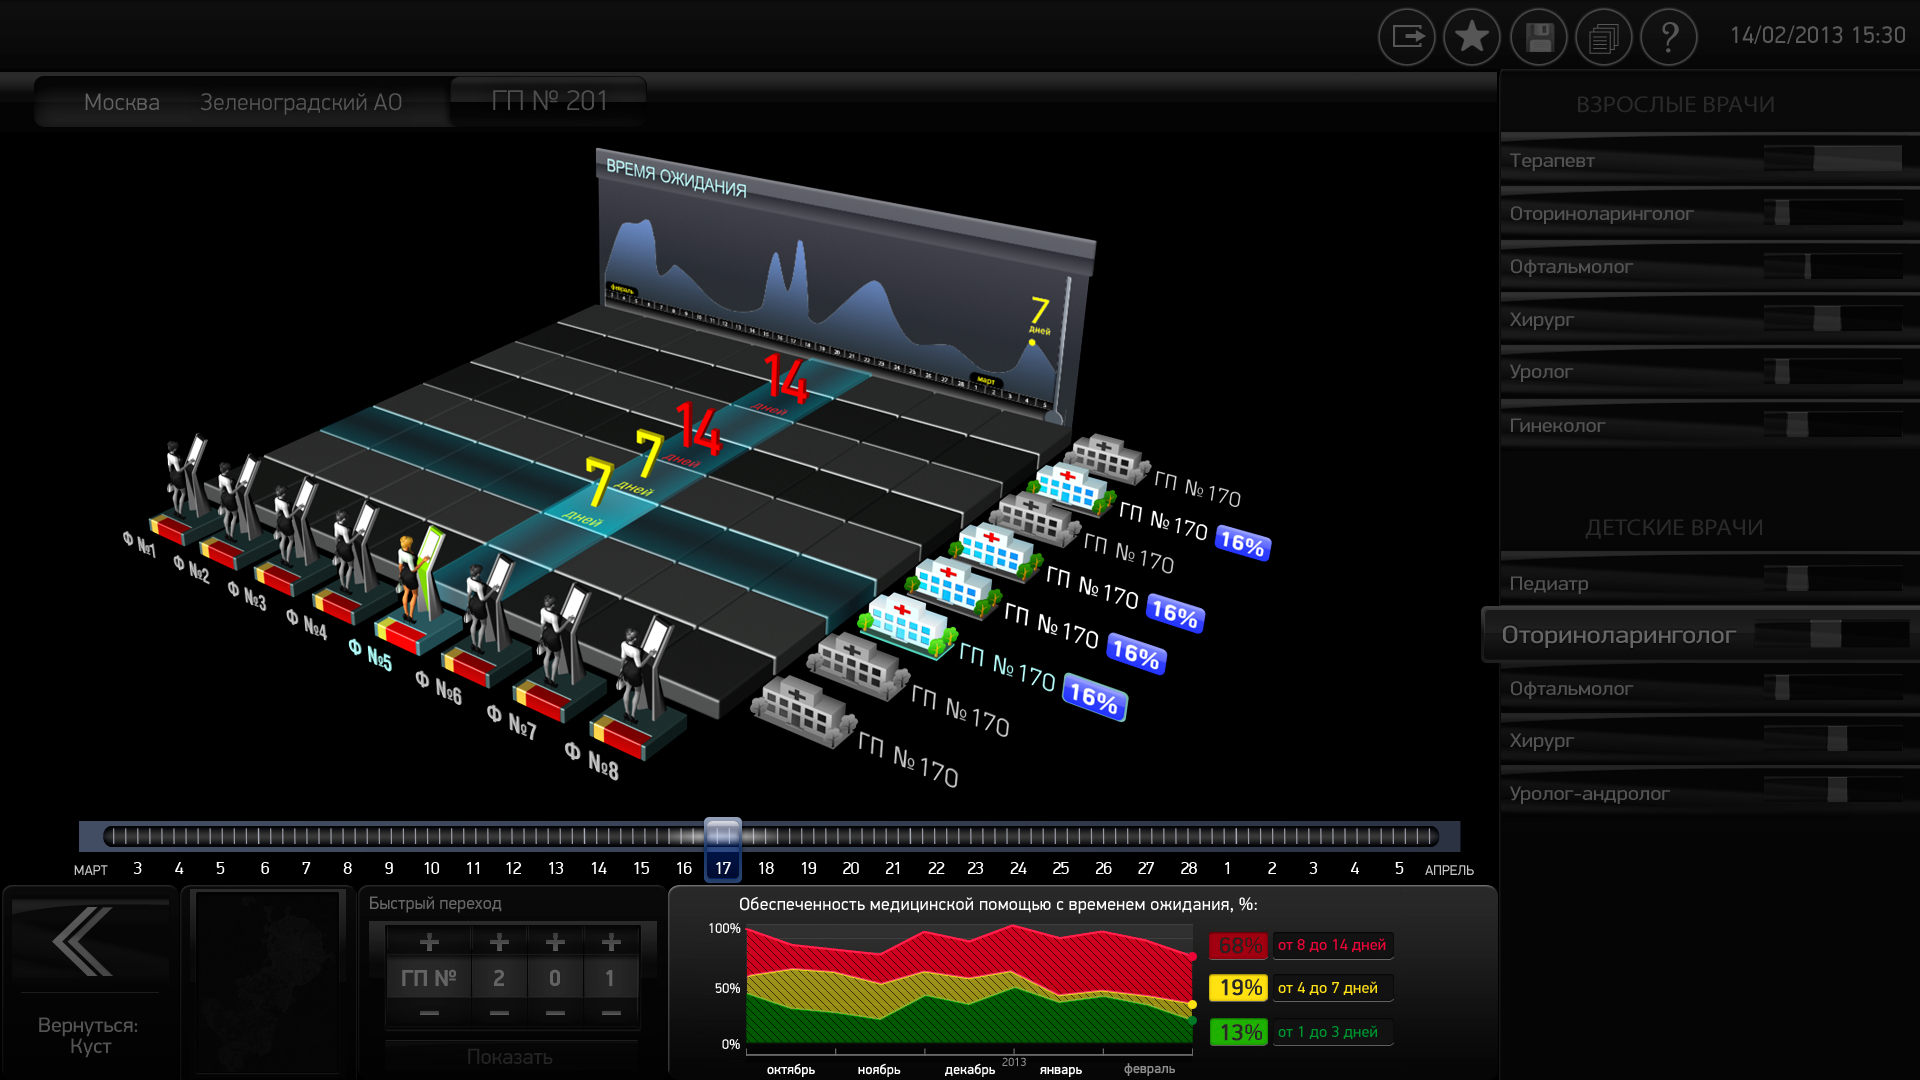 14/02/2013 15:30
Москва
Зеленоградский АО
ГП № 201
ВЗРОСЛЫЕ ВРАЧИ
Терапевт
Оториноларинголог
Офтальмолог
Хирург
Уролог
Гинеколог
ДЕТСКИЕ ВРАЧИ
Педиатр
Оториноларинголог
Офтальмолог
Хирург
Уролог-андролог
ВРЕМЯ ОЖИДАНИЯ
7
дней
февраль
март
14
дней
14
дней
7
дней
7
дней
Ф №1
Ф №2
Ф №3
Ф №4
Ф №5
Ф №6
Ф №7
Ф №8
ГП № 170
ГП № 170 16%
ГП № 170
ГП № 170 16%
ГП № 170 16%
ГП № 170 16%
ГП № 170
ГП № 170
МАРТ 3 4 5 6 7 8 9 10 11 12 13 14 15 16 17 18 19 20 21 22 23 24 25 26 27 28 1 2 3 4 5 АПРЕЛЬ
Вернуться:
Куст
Быстрый переход
+ + + +
ГП № 2 0 1
− − − −
Показать
Обеспеченность медицинской помощью с временем ожидания, %:
100%
50%
0%
2013
октябрь ноябрь декабрь январь февраль
68% от 8 до 14 дней
19% от 4 до 7 дней
13% от 1 до 3 дней